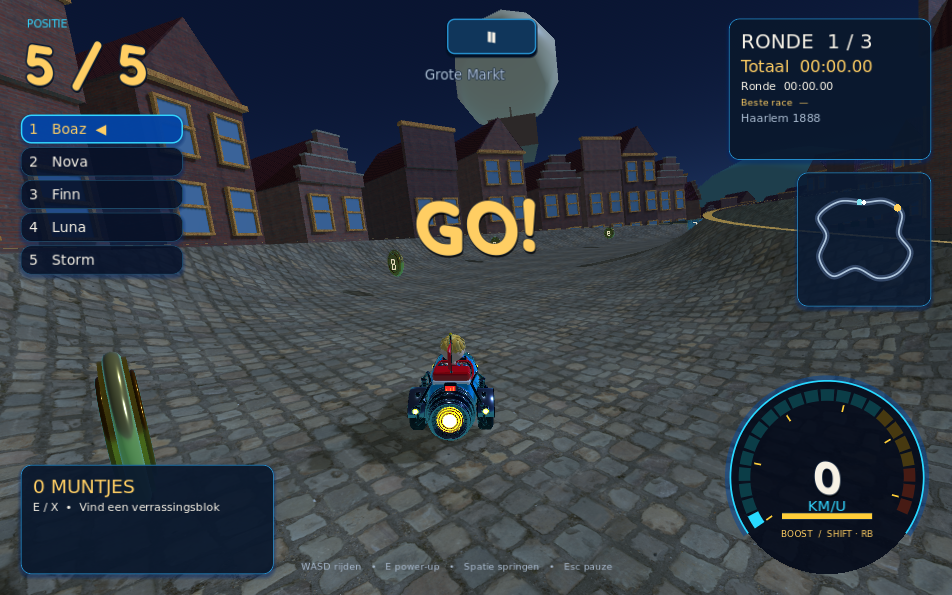 POSITIE
5 / 5
1 Boaz ◀
2 Nova
3 Finn
4 Luna
5 Storm
Grote Markt
RONDE 1 / 3
Totaal 00:00.00
Ronde 00:00.00
Beste race —
Haarlem 1888
GO!
0 MUNTJES
E / X • Vind een verrassingsblok
0
KM/U
BOOST / SHIFT · RB
WASD rijden • E power-up • Spatie springen • Esc pauze